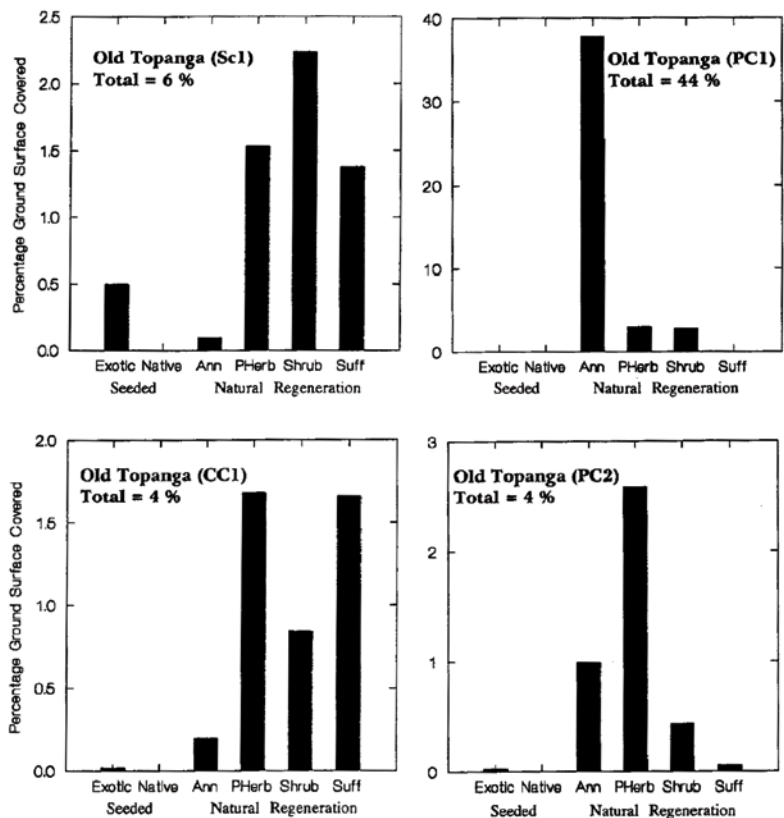 Percentage Ground Surface Covered
2.5
2.0
1.5
1.0
0.5
0.0
Old Topanga (Sc1)
Total = 6 %
Exotic Native Ann PHerb Shrub Suff
Seeded Natural Regeneration
40
30
20
10
0
Old Topanga (PC1)
Total = 44 %
Exotic Native Ann PHerb Shrub Suff
Seeded Natural Regeneration
Percentage Ground Surface Covered
2.0
1.5
1.0
0.5
0.0
Old Topanga (CC1)
Total = 4 %
Exotic Native Ann PHerb Shrub Suff
Seeded Natural Regeneration
3
2
1
0
Old Topanga (PC2)
Total = 4 %
Exotic Native Ann PHerb Shrub Suff
Seeded Natural Regeneration